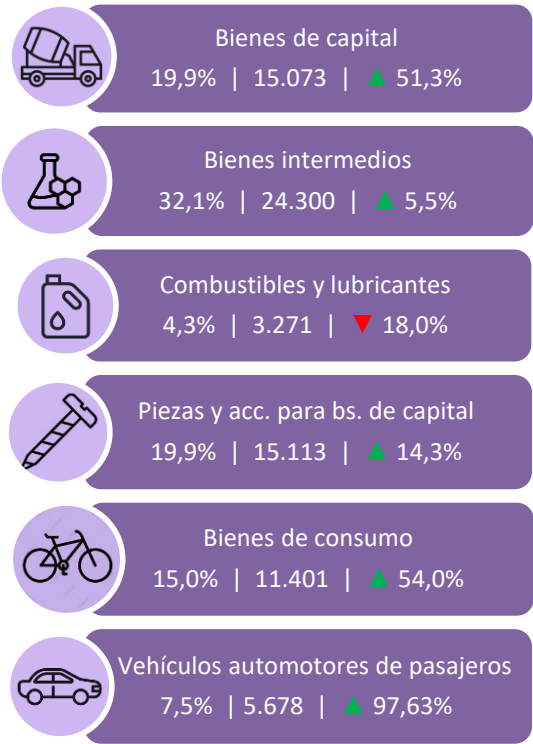 Bienes de capital
19,9% | 15.073 | ▲ 51,3%
Bienes intermedios
32,1% | 24.300 | ▲ 5,5%
Combustibles y lubricantes
4,3% | 3.271 | ▼ 18,0%
Piezas y acc. para bs. de capital
19,9% | 15.113 | ▲ 14,3%
Bienes de consumo
15,0% | 11.401 | ▲ 54,0%
Vehículos automotores de pasajeros
7,5% | 5.678 | ▲ 97,63%